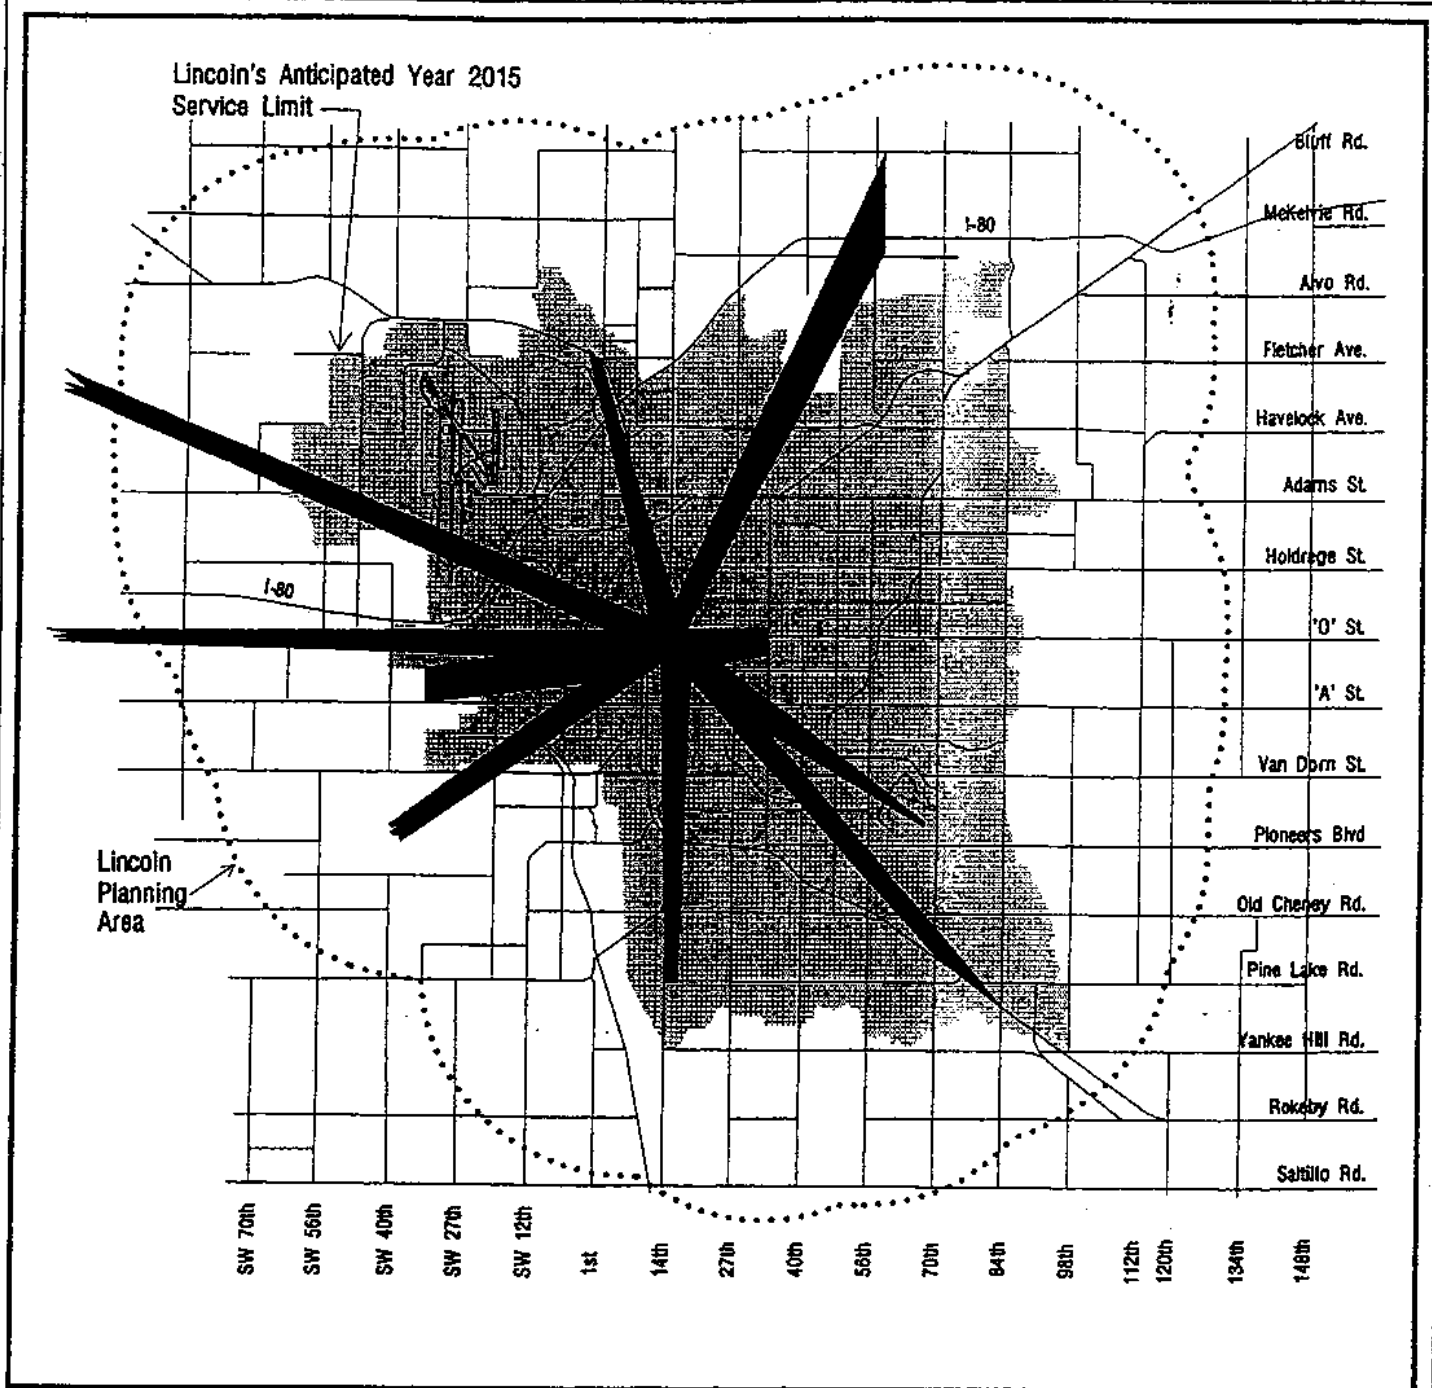 Lincoln's Anticipated Year 2015
Service Limit
Bluff Rd.
McKelvie Rd.
I-80
Alvo Rd.
Fletcher Ave.
Havelock Ave.
Adams St.
Holdrege St.
I-80
'O' St.
'A' St.
Van Dorn St.
Pioneers Blvd
Lincoln
Planning
Area
Old Cheney Rd.
Pine Lake Rd.
Yankee Hill Rd.
Rokeby Rd.
Saltillo Rd.
SW 70th
SW 56th
SW 40th
SW 27th
SW 12th
1st
14th
27th
40th
56th
70th
84th
98th
112th
120th
134th
148th